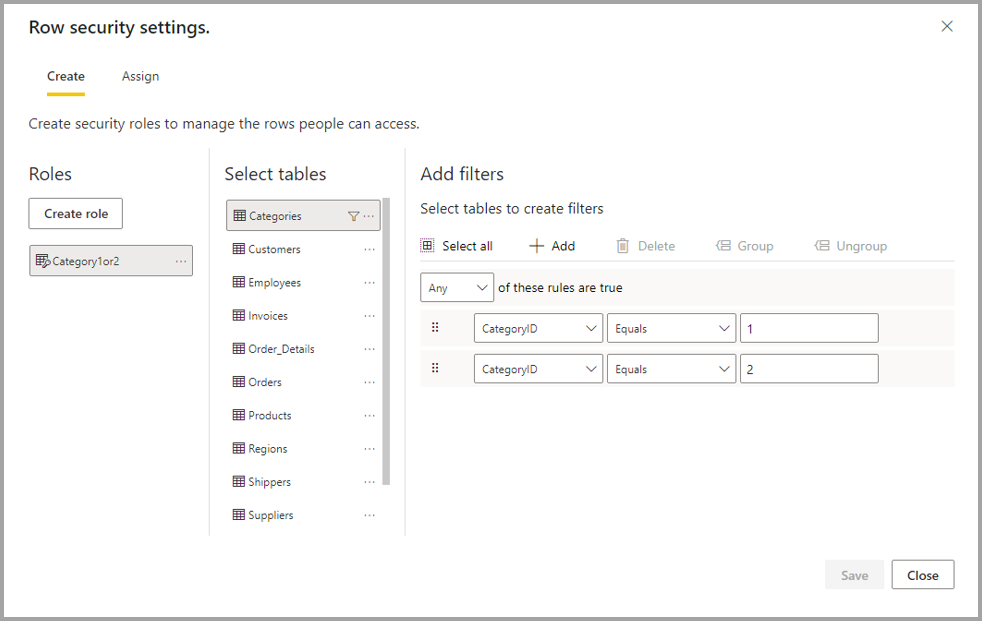 Row security settings.
Create
Assign
Create security roles to manage the rows people can access.
Roles
Create role
Category1or2
Select tables
Categories
Customers
Employees
Invoices
Order_Details
Orders
Products
Regions
Shippers
Suppliers
Add filters
Select tables to create filters
Select all
Add
Delete
Group
Ungroup
Any of these rules are true
CategoryID Equals 1
CategoryID Equals 2
Save
Close